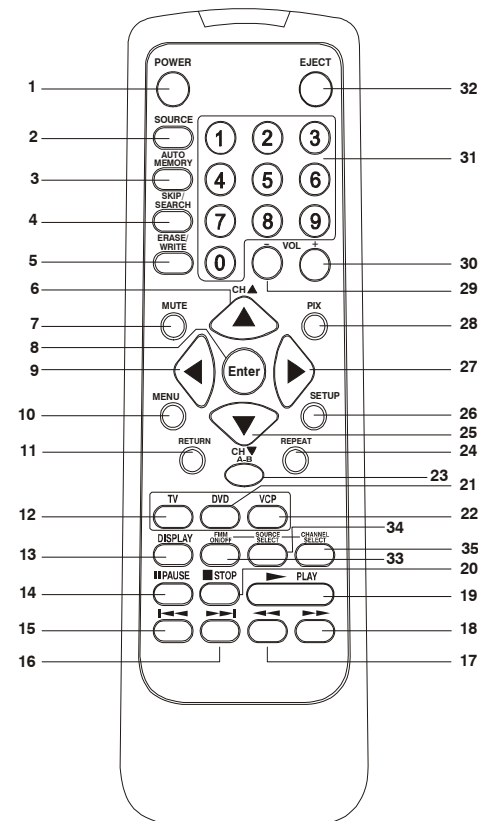 POWER EJECT
1 32
SOURCE
2 1 2 3 31
AUTO
MEMORY
3 4 5 6
SKIP/
SEARCH
4 7 8 9
ERASE/
WRITE
5 0 - VOL + 30
29
6 CH▲
MUTE PIX
7 28
8 Enter
9 27
MENU SETUP
10 26
25
RETURN CH▼ REPEAT
11 A-B 24
23
21
TV DVD VCP
12 22
34
DISPLAY FMM
ON/OFF SOURCE
SELECT CHANNEL
SELECT
13 33 35
20
PAUSE STOP PLAY
14 19
15 18
16 17